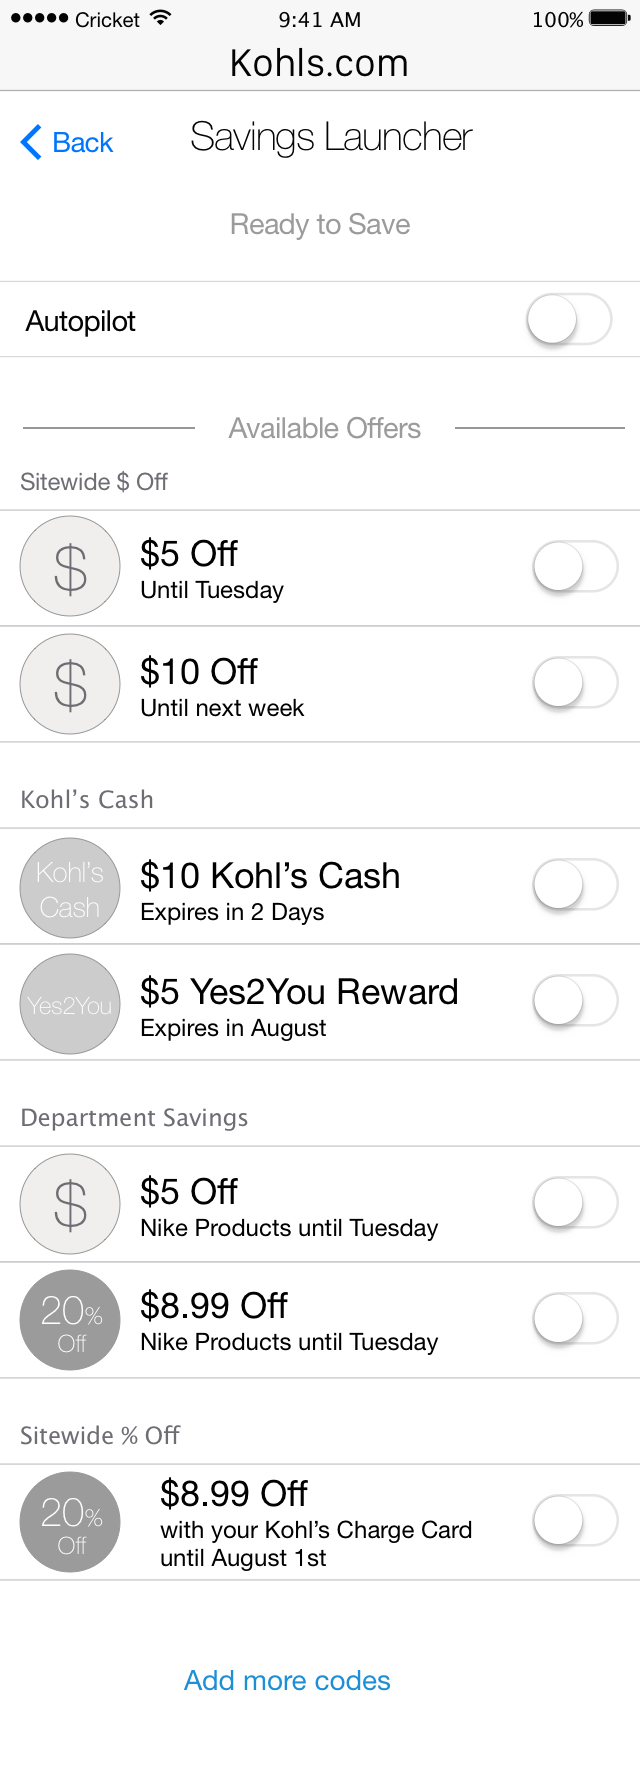 Cricket 9:41 AM 100%
Kohls.com
Back Savings Launcher
Ready to Save
Autopilot
Available Offers
Sitewide $ Off
$ $5 Off
Until Tuesday
$ $10 Off
Until next week
Kohl’s Cash
Kohl's
Cash
$10 Kohl’s Cash
Expires in 2 Days
Yes2You
$5 Yes2You Reward
Expires in August
Department Savings
$ $5 Off
Nike Products until Tuesday
20%
Off
$8.99 Off
Nike Products until Tuesday
Sitewide % Off
20%
Off
$8.99 Off
with your Kohl’s Charge Card
until August 1st
Add more codes